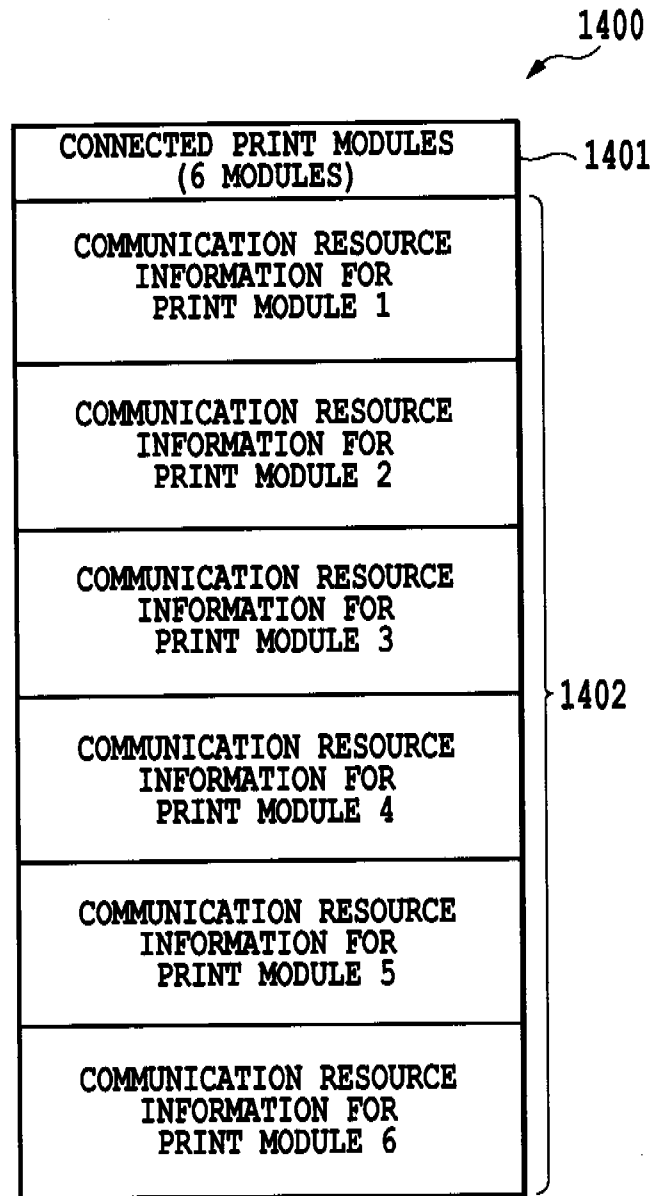 1400
CONNECTED PRINT MODULES
(6 MODULES)
1401
COMMUNICATION RESOURCE
INFORMATION FOR
PRINT MODULE 1
COMMUNICATION RESOURCE
INFORMATION FOR
PRINT MODULE 2
COMMUNICATION RESOURCE
INFORMATION FOR
PRINT MODULE 3
1402
COMMUNICATION RESOURCE
INFORMATION FOR
PRINT MODULE 4
COMMUNICATION RESOURCE
INFORMATION FOR
PRINT MODULE 5
COMMUNICATION RESOURCE
INFORMATION FOR
PRINT MODULE 6